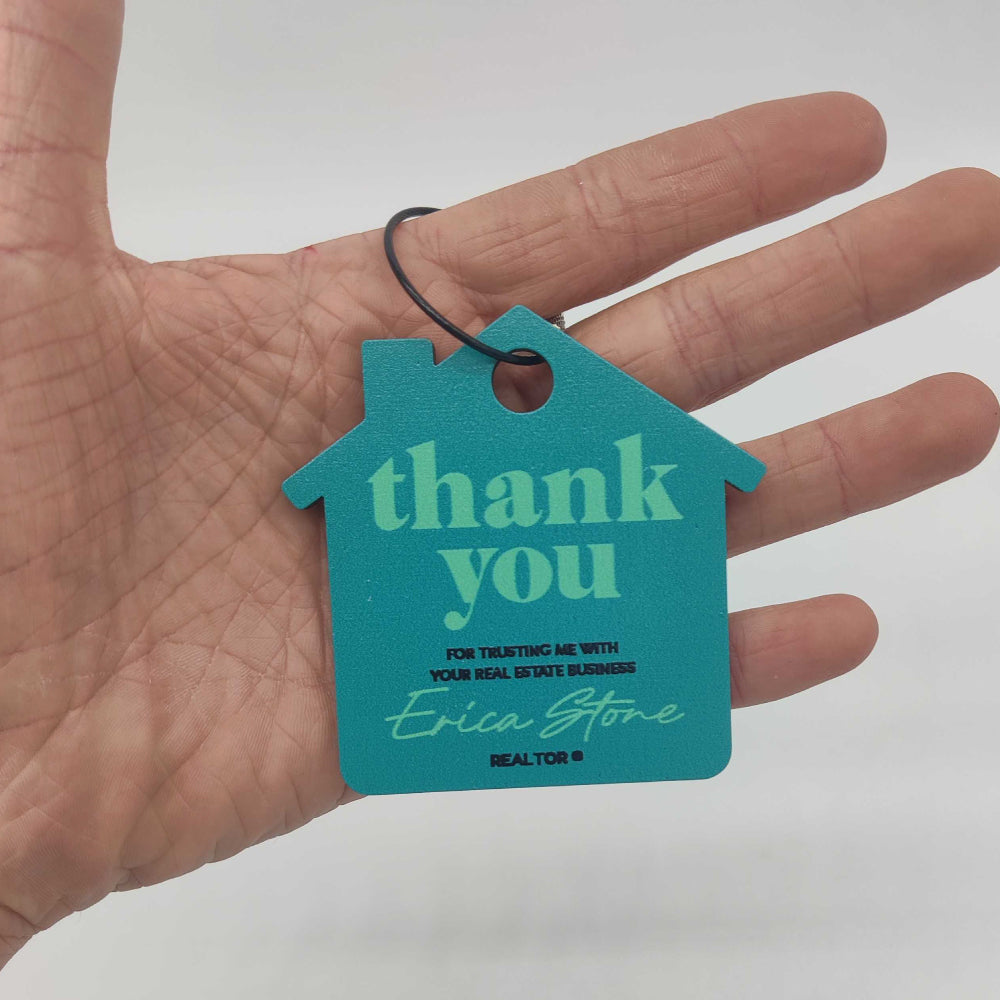 thank
you
FOR TRUSTING ME WITH
YOUR REAL ESTATE BUSINESS
Erica Stone
REALTOR ®